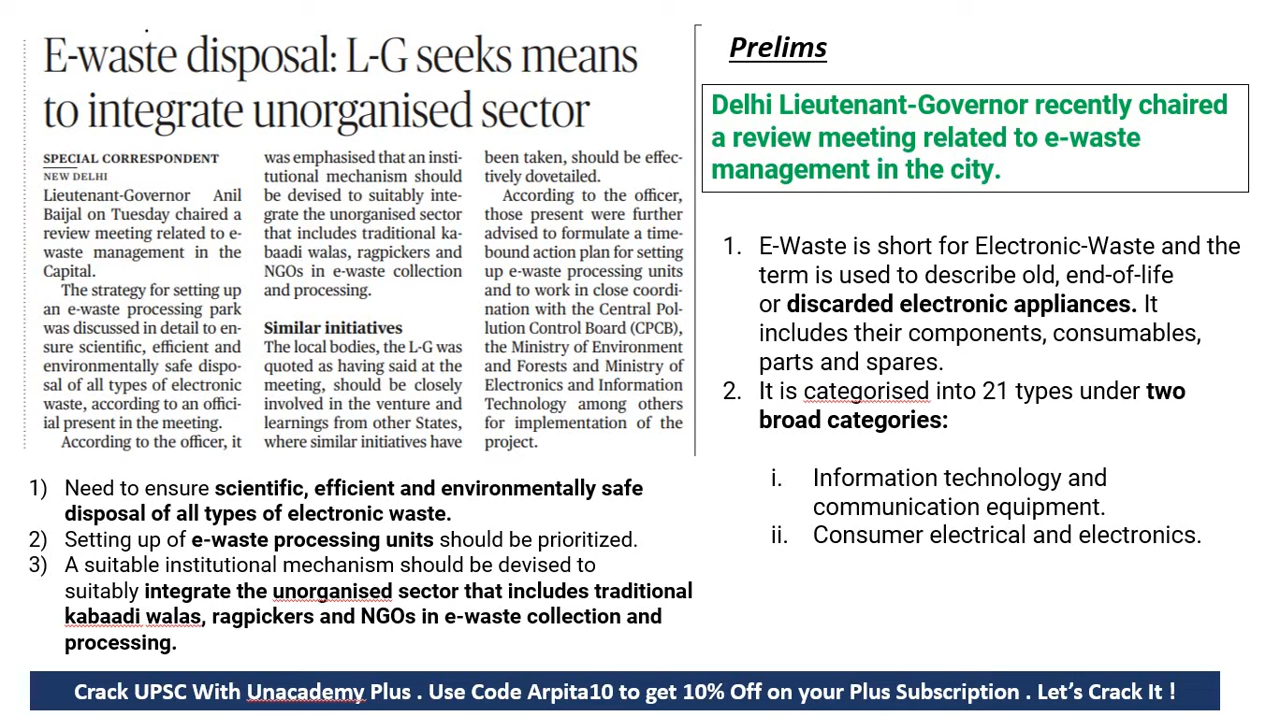 E-waste disposal: L-G seeks means
to integrate unorganised sector
SPECIAL CORRESPONDENT
NEW DELHI
Lieutenant-Governor Anil
Baijal on Tuesday chaired a
review meeting related to e-
waste management in the
Capital.
The strategy for setting up
an e-waste processing park
was discussed in detail to en-
sure scientific, efficient and
environmentally safe dispo-
sal of all types of electronic
waste, according to an offici-
ial present in the meeting.
According to the officer, it
was emphasised that an insti-
tutional mechanism should
be devised to suitably inte-
grate the unorganised sector
that includes traditional ka-
baadi walas, ragpickers and
NGOs in e-waste collection
and processing.
Similar initiatives
The local bodies, the L-G was
quoted as having said at the
meeting, should be closely
involved in the venture and
learnings from other States,
where similar initiatives have
been taken, should be effec-
tively dovetailed.
According to the officer,
those present were further
advised to formulate a time-
bound action plan for setting
up e-waste processing units
and to work in close coordi-
nation with the Central Pol-
lution Control Board (CPCB),
the Ministry of Environment
and Forests and Ministry of
Electronics and Information
Technology among others
for implementation of the
project.
1) Need to ensure scientific, efficient and environmentally safe
disposal of all types of electronic waste.
2) Setting up of e-waste processing units should be prioritized.
3) A suitable institutional mechanism should be devised to
suitably integrate the unorganised sector that includes traditional
kabaadi walas, ragpickers and NGOs in e-waste collection and
processing.
Prelims
Delhi Lieutenant-Governor recently chaired
a review meeting related to e-waste
management in the city.
1. E-Waste is short for Electronic-Waste and the
term is used to describe old, end-of-life
or discarded electronic appliances. It
includes their components, consumables,
parts and spares.
2. It is categorised into 21 types under two
broad categories:
i. Information technology and
communication equipment.
ii. Consumer electrical and electronics.
Crack UPSC With Unacademy Plus . Use Code Arpita10 to get 10% Off on your Plus Subscription . Let's Crack It !